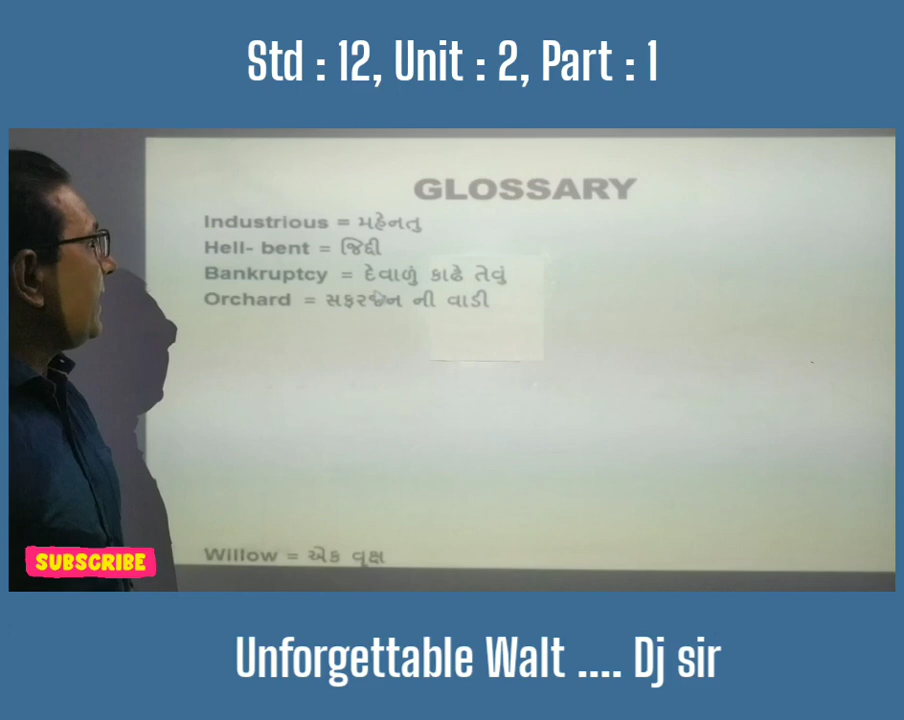 Std : 12, Unit : 2, Part : 1
GLOSSARY
Industrious = મહેનતુ
Hell- bent = જિદ્દી
Bankruptcy = દેવાળું કાઢે તેવું
Orchard = સફરજન ની વાડી
Willow = એક વૃક્ષ
SUBSCRIBE
Unforgettable Walt .... Dj sir